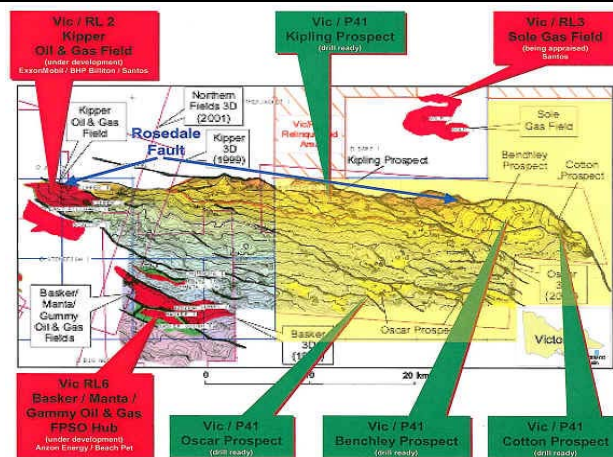 Vic / RL 2
Kipper
Oil & Gas Field
(under development)
ExxonMobil / BHP Billiton / Santos
Vic / P41
Kipling Prospect
(drill ready)
Vic / RL3
Sole Gas Field
(being appraised)
Santos
Kipper
Oil & Gas
Field
Northern
Fields 3D
(2001)
Rosedale
Fault
Kipper
3D
(1999)
Sole
Gas Field
Kipling Prospect
Benchley
Prospect
Cotton
Prospect
Basker/
Manta/
Gummy
Oil & Gas
Fields
Basker
3D
Oscar
Oscar Prospect
0
20 km
Vic RL6
Basker / Manta /
Gammy Oil & Gas
FPSO Hub
(under development)
Anzon Energy / Beach Pet
Vic / P41
Oscar Prospect
(drill ready)
Vic / P41
Benchley Prospect
(drill ready)
Vic / P41
Cotton Prospect
(drill ready)